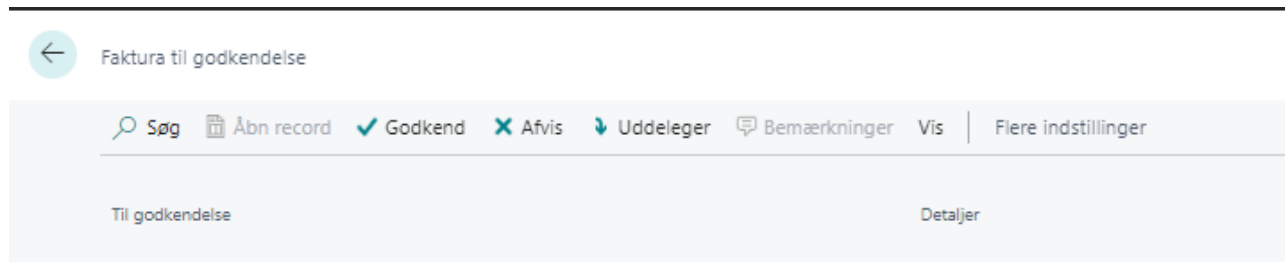 Faktura til godkendelse
Søg Åbn record Godkend Afvis Uddeleger Bemærkninger Vis Flere indstillinger
Til godkendelse Detaljer